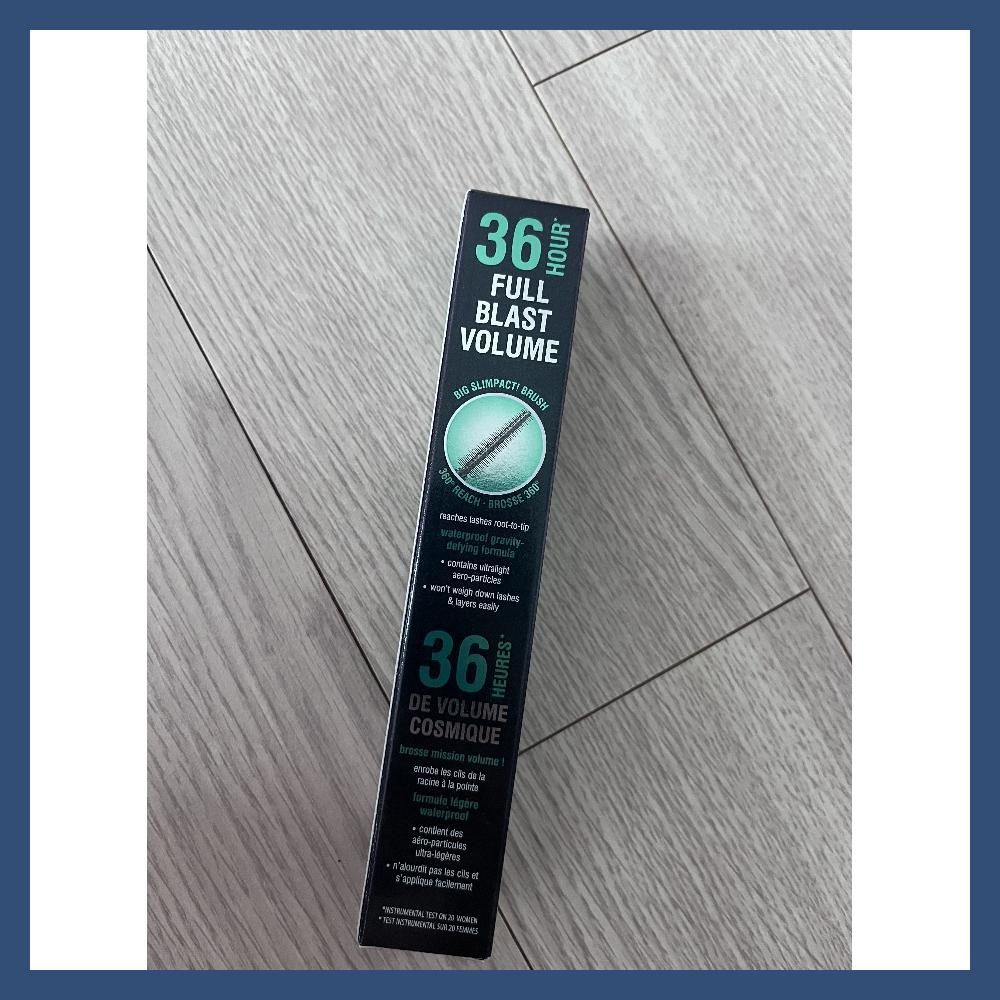 36 HOUR*
FULL
BLAST
VOLUME
BIG SLIMPACT! BRUSH
360° REACH · BROSSE 360°
reaches lashes root-to-tip
waterproof gravity-
defying formula
• contains ultralight
aero-particles
• won't weigh down lashes
& layers easily
36 HEURES*
DE VOLUME
COSMIQUE
brosse mission volume !
enrobe les cils de la
racine à la pointe
formule légère
waterproof
• contient des
aéro-particules
ultra-légères
• n'alourdit pas les cils et
s'applique facilement
*INSTRUMENTAL TEST ON 20 WOMEN
* TEST INSTRUMENTAL SUR 20 FEMMES